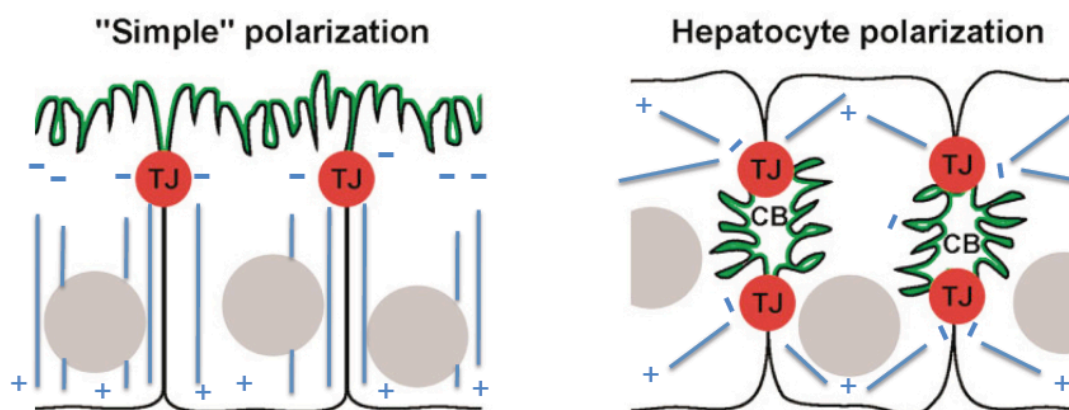 "Simple" polarization
Hepatocyte polarization
TJ
TJ
+
+
+
+
+
TJ
TJ
CB
CB
TJ
TJ
+
+
+
+